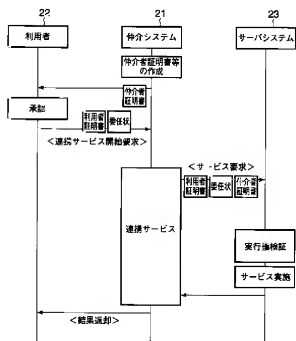 22
21
23
利用者
仲介システム
サーバシステム
仲介者証明書等
の作成
仲介者
証明書
承認
利用者
証明書
委任状
<連携サービス開始要求>
<サービス要求>
利用者
証明書
委任状
仲介者
証明書
連携サービス
実行権検証
サービス実施
<結果返却>